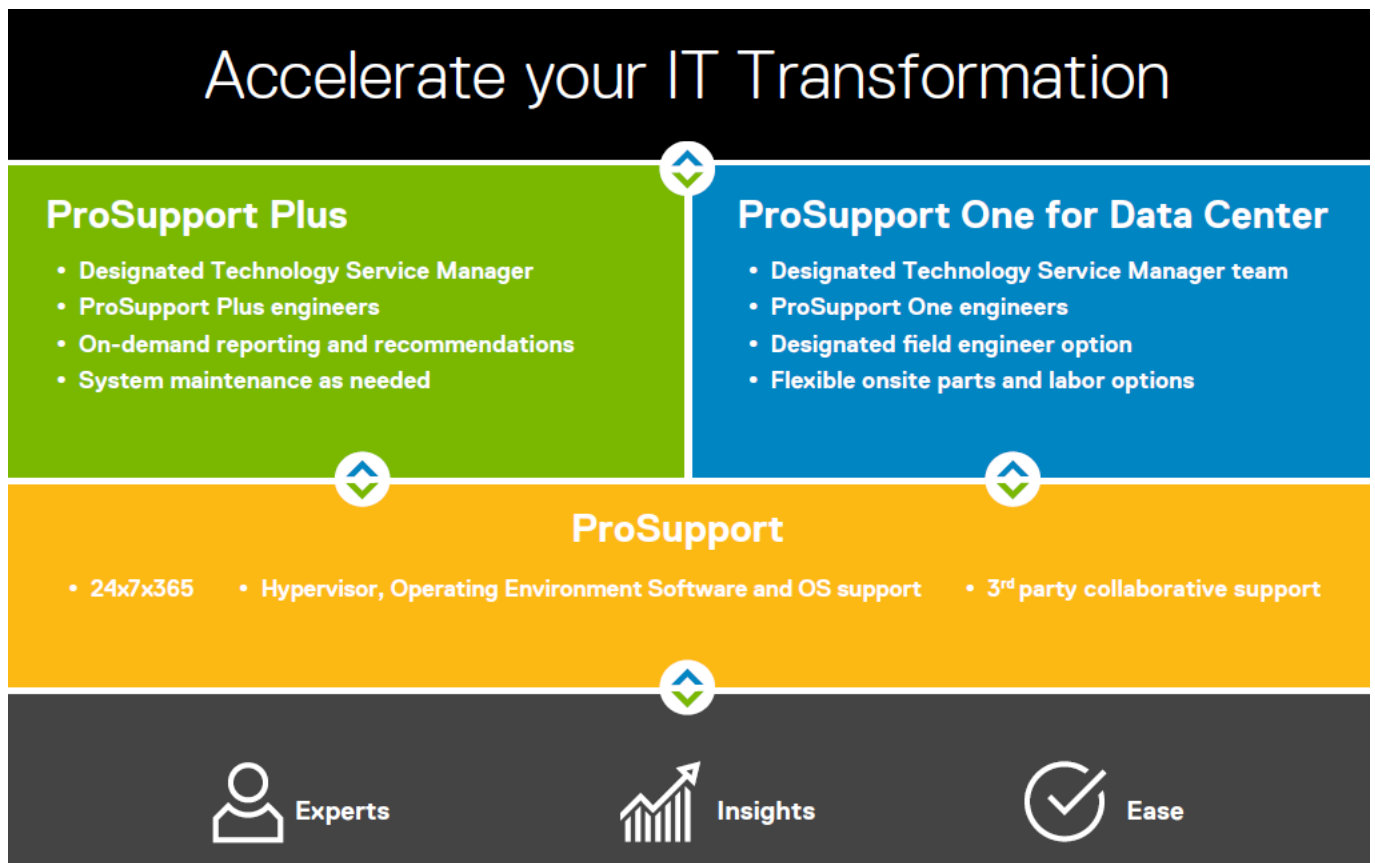 Accelerate your IT Transformation
ProSupport Plus
• Designated Technology Service Manager
• ProSupport Plus engineers
• On-demand reporting and recommendations
• System maintenance as needed
ProSupport One for Data Center
• Designated Technology Service Manager team
• ProSupport One engineers
• Designated field engineer option
• Flexible onsite parts and labor options
ProSupport
• 24x7x365 • Hypervisor, Operating Environment Software and OS support • 3rd party collaborative support
Experts Insights Ease